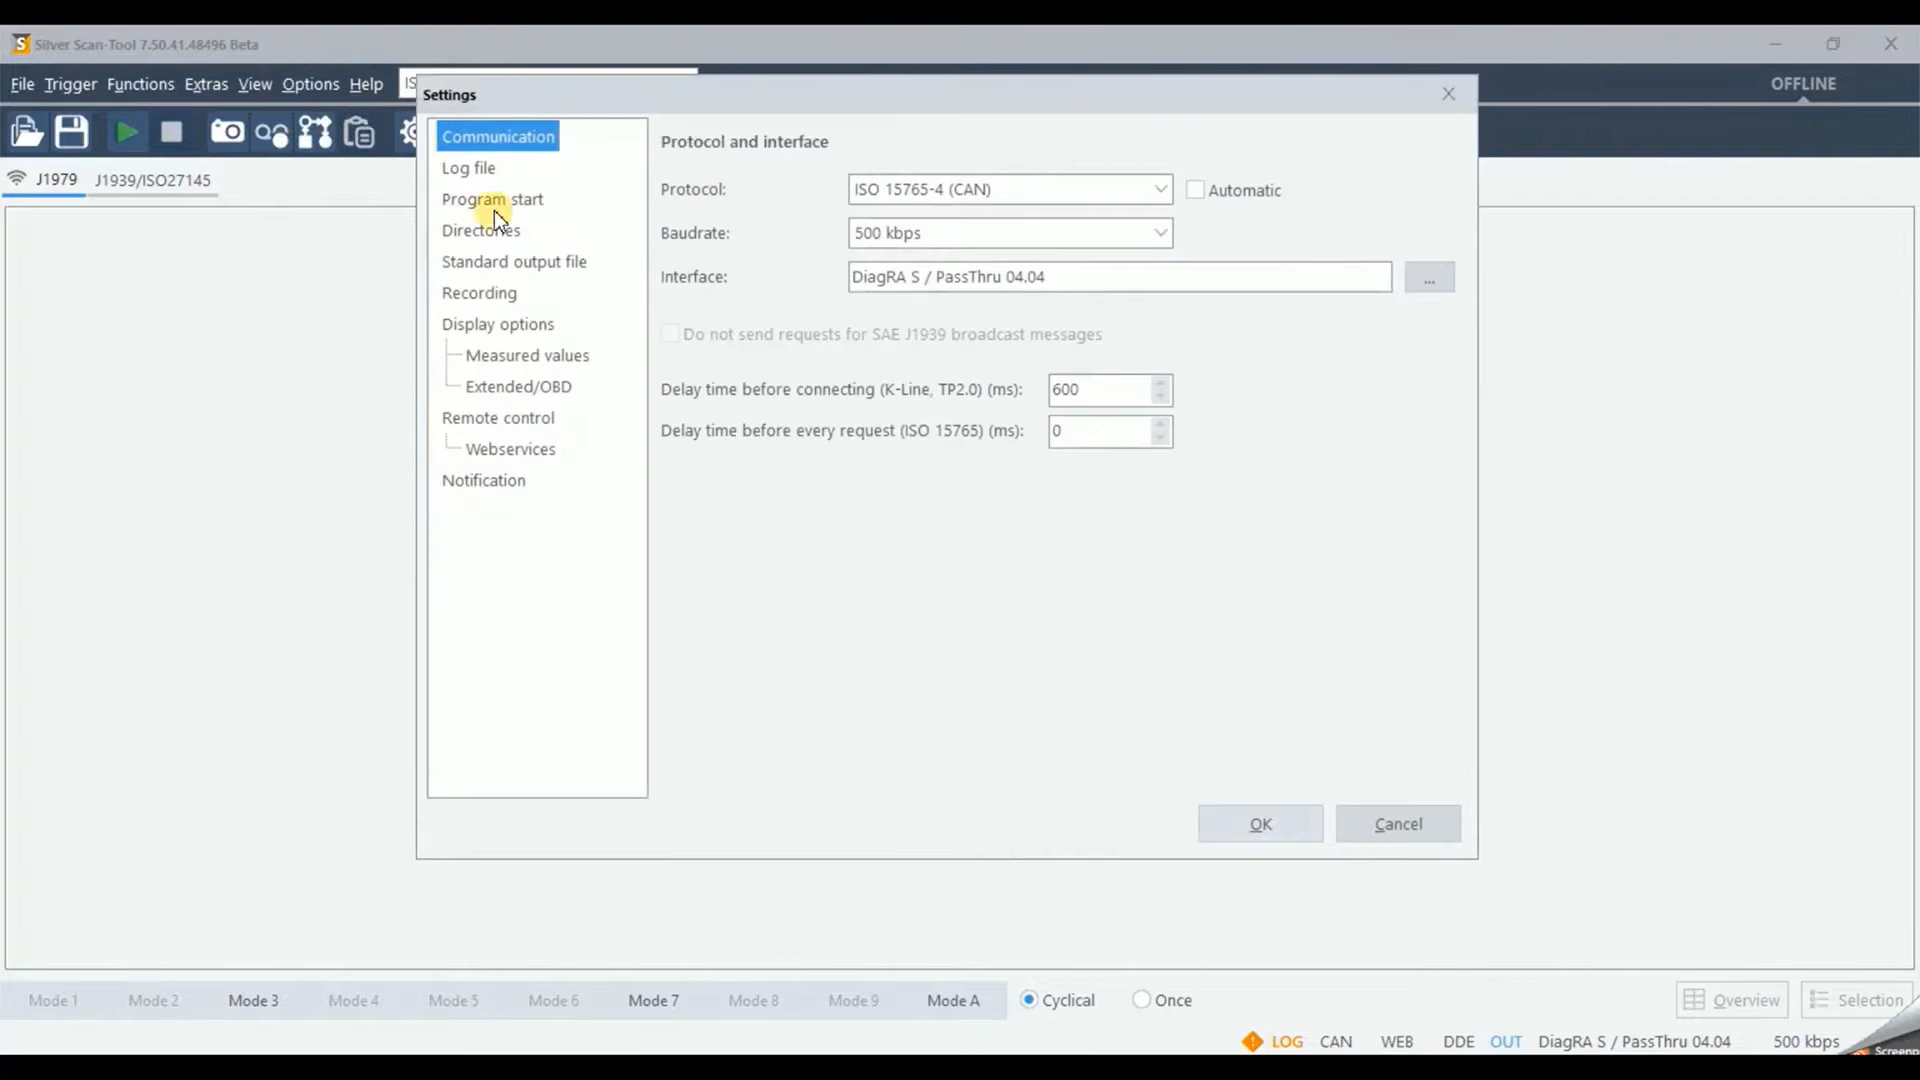 Silver Scan-Tool 7.50.41.48496 Beta
File Trigger Functions Extras View Options Help
OFFLINE
J1979 J1939/ISO27145
Settings
Communication
Log file
Program start
Directories
Standard output file
Recording
Display options
Measured values
Extended/OBD
Remote control
Webservices
Notification
Protocol and interface
Protocol: ISO 15765-4 (CAN) Automatic
Baudrate: 500 kbps
Interface: DiagRA S / PassThru 04.04 ...
Do not send requests for SAE J1939 broadcast messages
Delay time before connecting (K-Line, TP2.0) (ms): 600
Delay time before every request (ISO 15765) (ms): 0
OK Cancel
Mode 1 Mode 2 Mode 3 Mode 4 Mode 5 Mode 6 Mode 7 Mode 8 Mode 9 Mode A Cyclical Once Overview Selection
LOG CAN WEB DDE OUT DiagRA S / PassThru 04.04 500 kbps